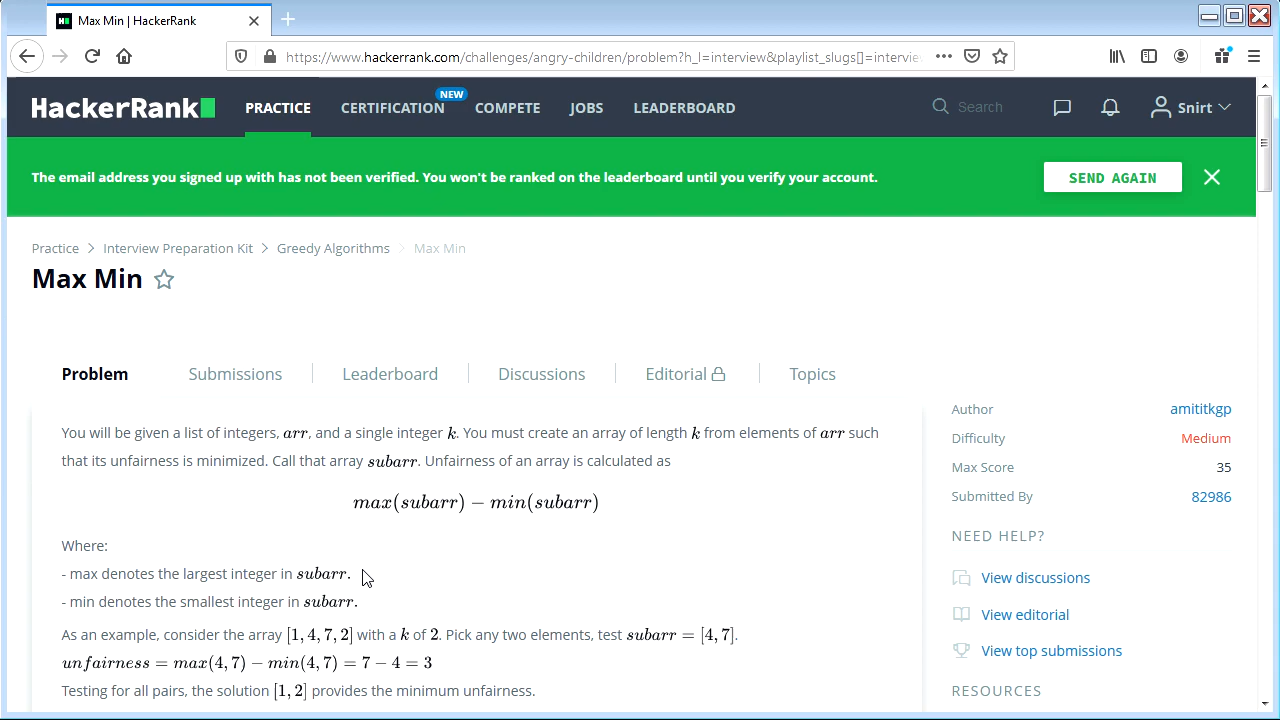 Max Min | HackerRank
https://www.hackerrank.com/challenges/angry-children/problem?h_l=interview&playlist_slugs[]=intervie
HackerRank PRACTICE CERTIFICATION NEW COMPETE JOBS LEADERBOARD Search Snirt
The email address you signed up with has not been verified. You won't be ranked on the leaderboard until you verify your account. SEND AGAIN
Practice > Interview Preparation Kit > Greedy Algorithms > Max Min
Max Min
Problem Submissions Leaderboard Discussions Editorial Topics
You will be given a list of integers, arr, and a single integer k. You must create an array of length k from elements of arr such
that its unfairness is minimized. Call that array subarr. Unfairness of an array is calculated as
max(subarr) − min(subarr)
Where:
- max denotes the largest integer in subarr.
- min denotes the smallest integer in subarr.
As an example, consider the array [1, 4, 7, 2] with a k of 2. Pick any two elements, test subarr = [4, 7].
unfairness = max(4, 7) − min(4, 7) = 7 − 4 = 3
Testing for all pairs, the solution [1, 2] provides the minimum unfairness.
Author amititkgp
Difficulty Medium
Max Score 35
Submitted By 82986
NEED HELP?
View discussions
View editorial
View top submissions
RESOURCES